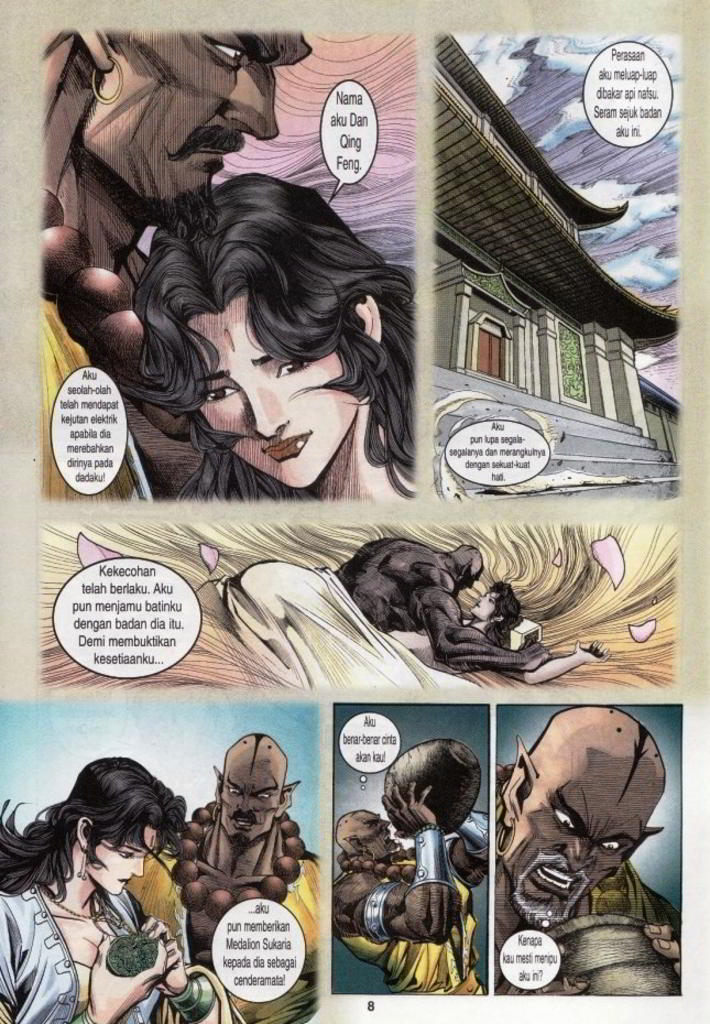 Nama
aku Dan
Qing
Feng.
Aku
seolah-olah
telah mendapat
kejutan elektrik
apabila dia
merebahkan
dirinya pada
dadaku!
Perasaan
aku meluap-luap
dibakar api nafsu.
Seram sejuk badan
aku ini.
Aku
pun lupa segala-
segalanya dan merangkulnya
dengan sekuat-kuat
hati.
Kekecohan
telah berlaku. Aku
pun menjamu batinku
dengan badan dia itu.
Demi membuktikan
kesetiaanku...
...aku
pun memberikan
Medalion Sukaria
kepada dia sebagai
cenderamata!
Aku
benar-benar cinta
akan kau!
Kenapa
kau mesti menipu
aku ini?
8